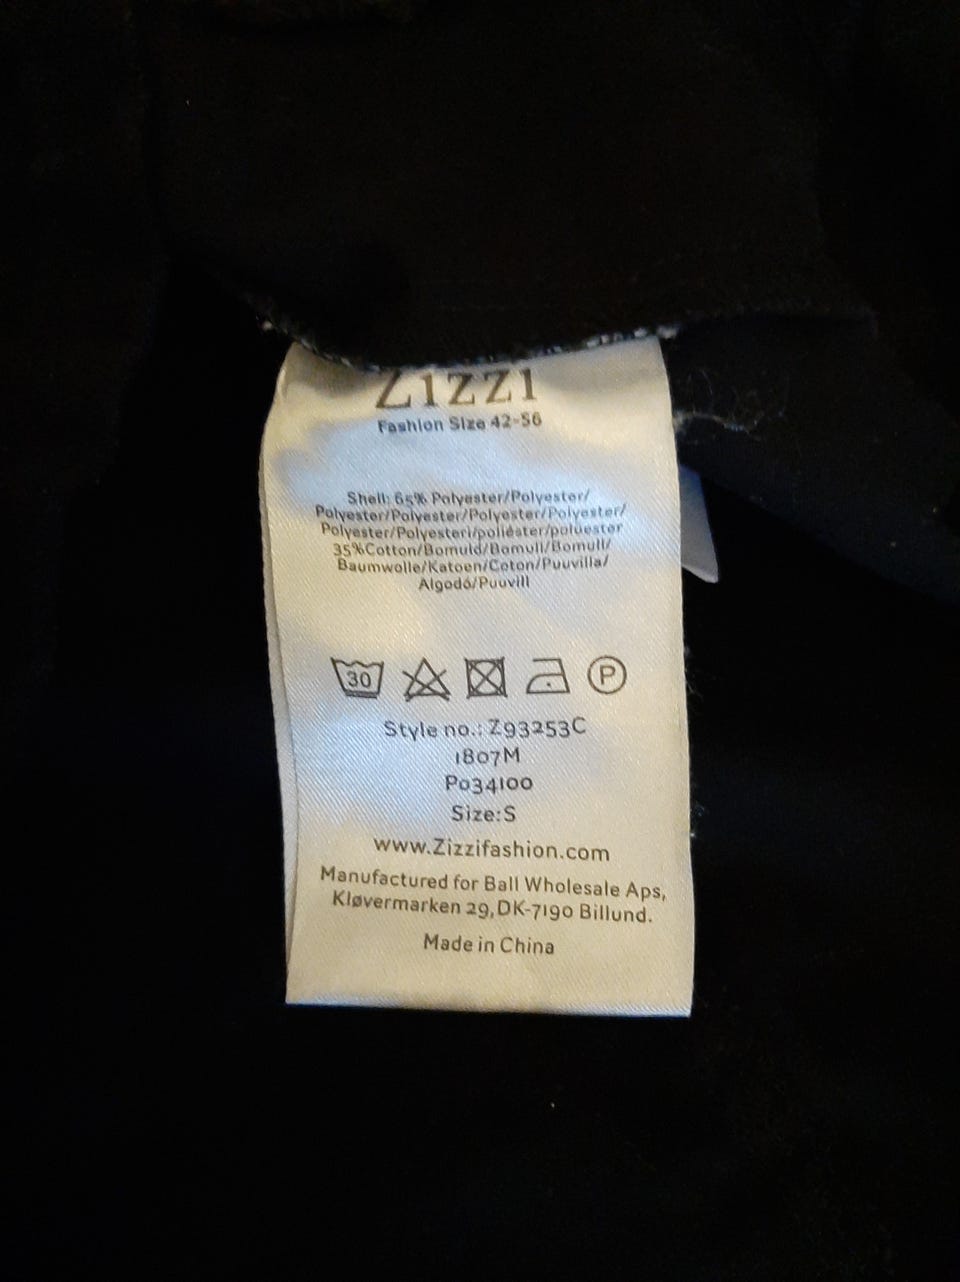 Zizzi
Fashion Size 42-56
Shell: 65% Polyester/Polyester/
Polyester/Polyester/Polyester/Polyester/
Polyester/Polyesteri/poliéster/poluester
35%Cotton/Bomuld/Bomull/Bomull/
Baumwolle/Katoen/Coton/Puuvilla/
Algodó/Puuvill
30 P
Style no.: Z93253C
1807M
P034100
Size:S
www.Zizzifashion.com
Manufactured for Ball Wholesale Aps,
Kløvermarken 29, DK-7190 Billund.
Made in China